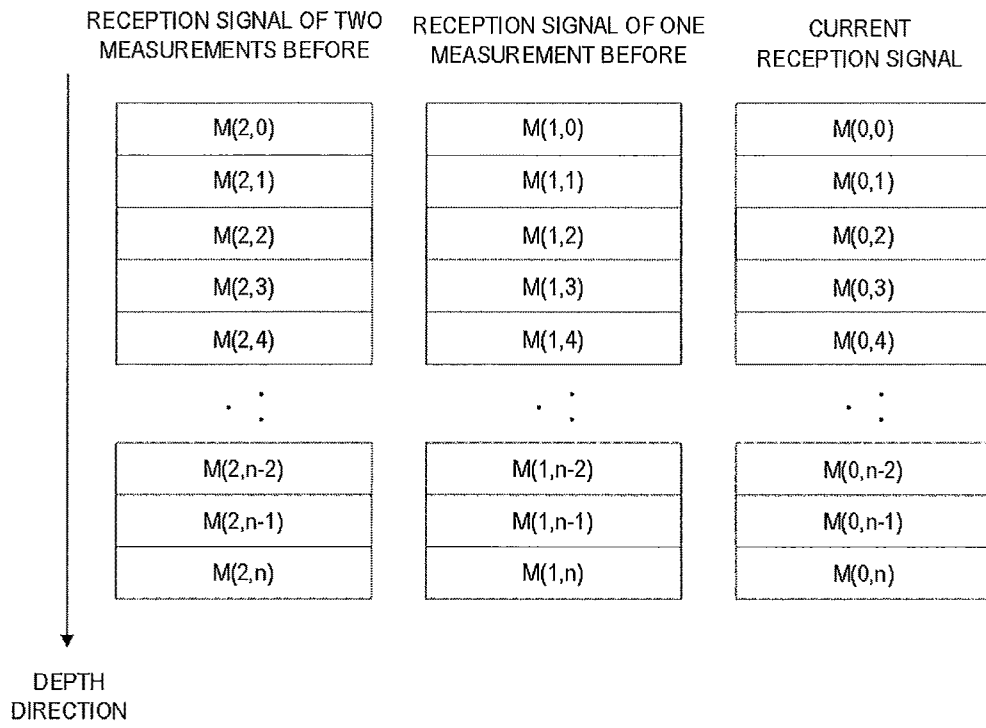 RECEPTION SIGNAL OF TWO MEASUREMENTS BEFORE
RECEPTION SIGNAL OF ONE MEASUREMENT BEFORE
CURRENT RECEPTION SIGNAL
M(2,0)
M(1,0)
M(0,0)
M(2,1)
M(1,1)
M(0,1)
M(2,2)
M(1,2)
M(0,2)
M(2,3)
M(1,3)
M(0,3)
M(2,4)
M(1,4)
M(0,4)
M(2,n-2)
M(1,n-2)
M(0,n-2)
M(2,n-1)
M(1,n-1)
M(0,n-1)
M(2,n)
M(1,n)
M(0,n)
DEPTH
DIRECTION